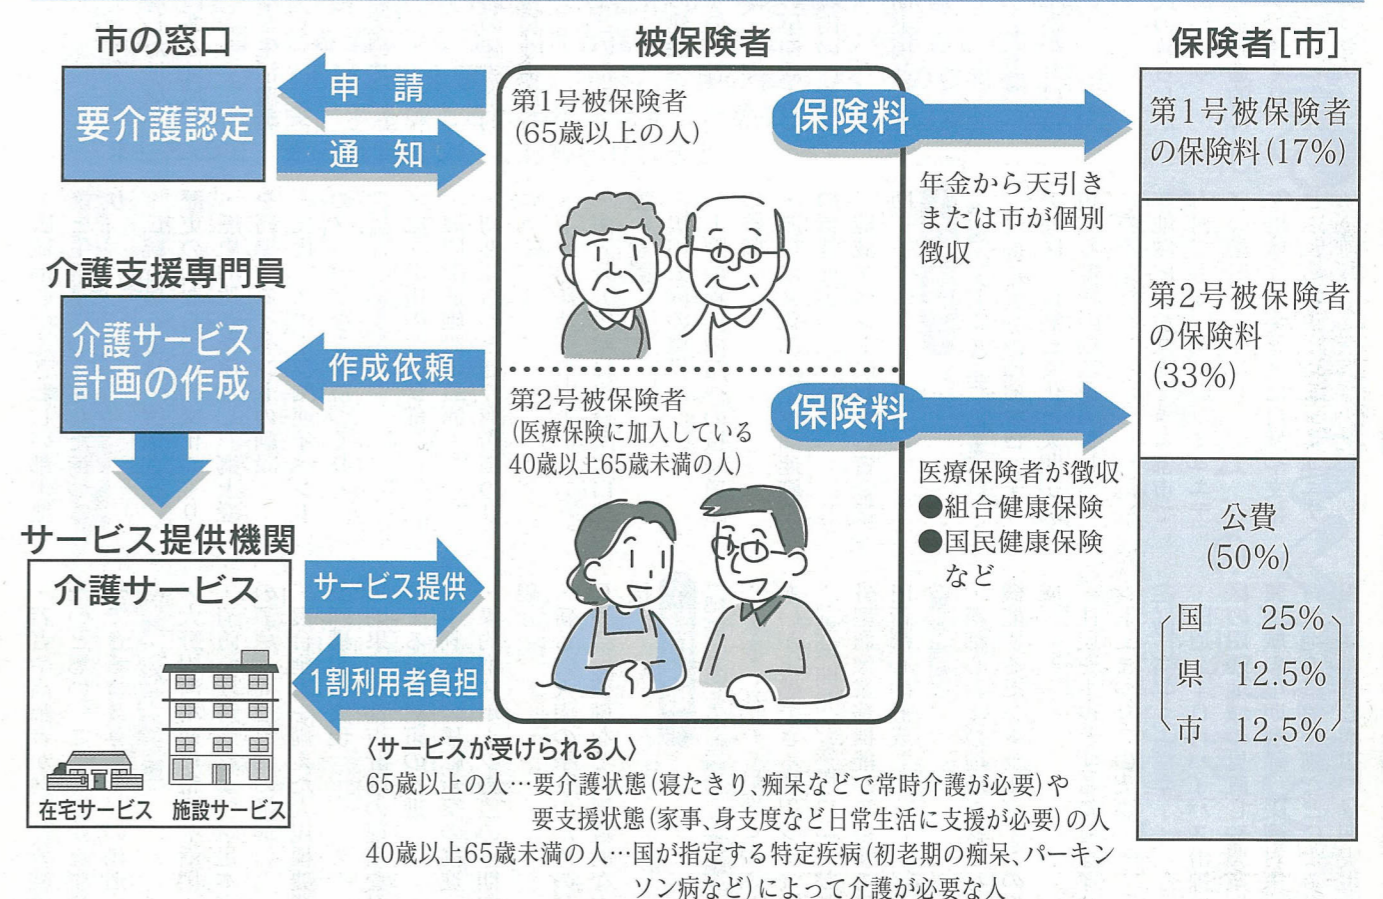 市の窓口
要介護認定
申　請
通　知
介護支援専門員
介護サービス
計画の作成
作成依頼
サービス提供機関
介護サービス
在宅サービス　施設サービス
サービス提供
1割利用者負担
被保険者
第1号被保険者
(65歳以上の人)
保険料
年金から天引き
または市が個別
徴収
第2号被保険者
(医療保険に加入している
40歳以上65歳未満の人)
保険料
医療保険者が徴収
●組合健康保険
●国民健康保険
など
保険者[市]
第1号被保険者
の保険料(17%)
第2号被保険者
の保険料
(33%)
公費
(50%)
国　25%
県　12.5%
市　12.5%
〈サービスが受けられる人〉
65歳以上の人…要介護状態(寝たきり、痴呆などで常時介護が必要)や
要支援状態(家事、身支度など日常生活に支援が必要)の人
40歳以上65歳未満の人…国が指定する特定疾病(初老期の痴呆、パーキン
ソン病など)によって介護が必要な人